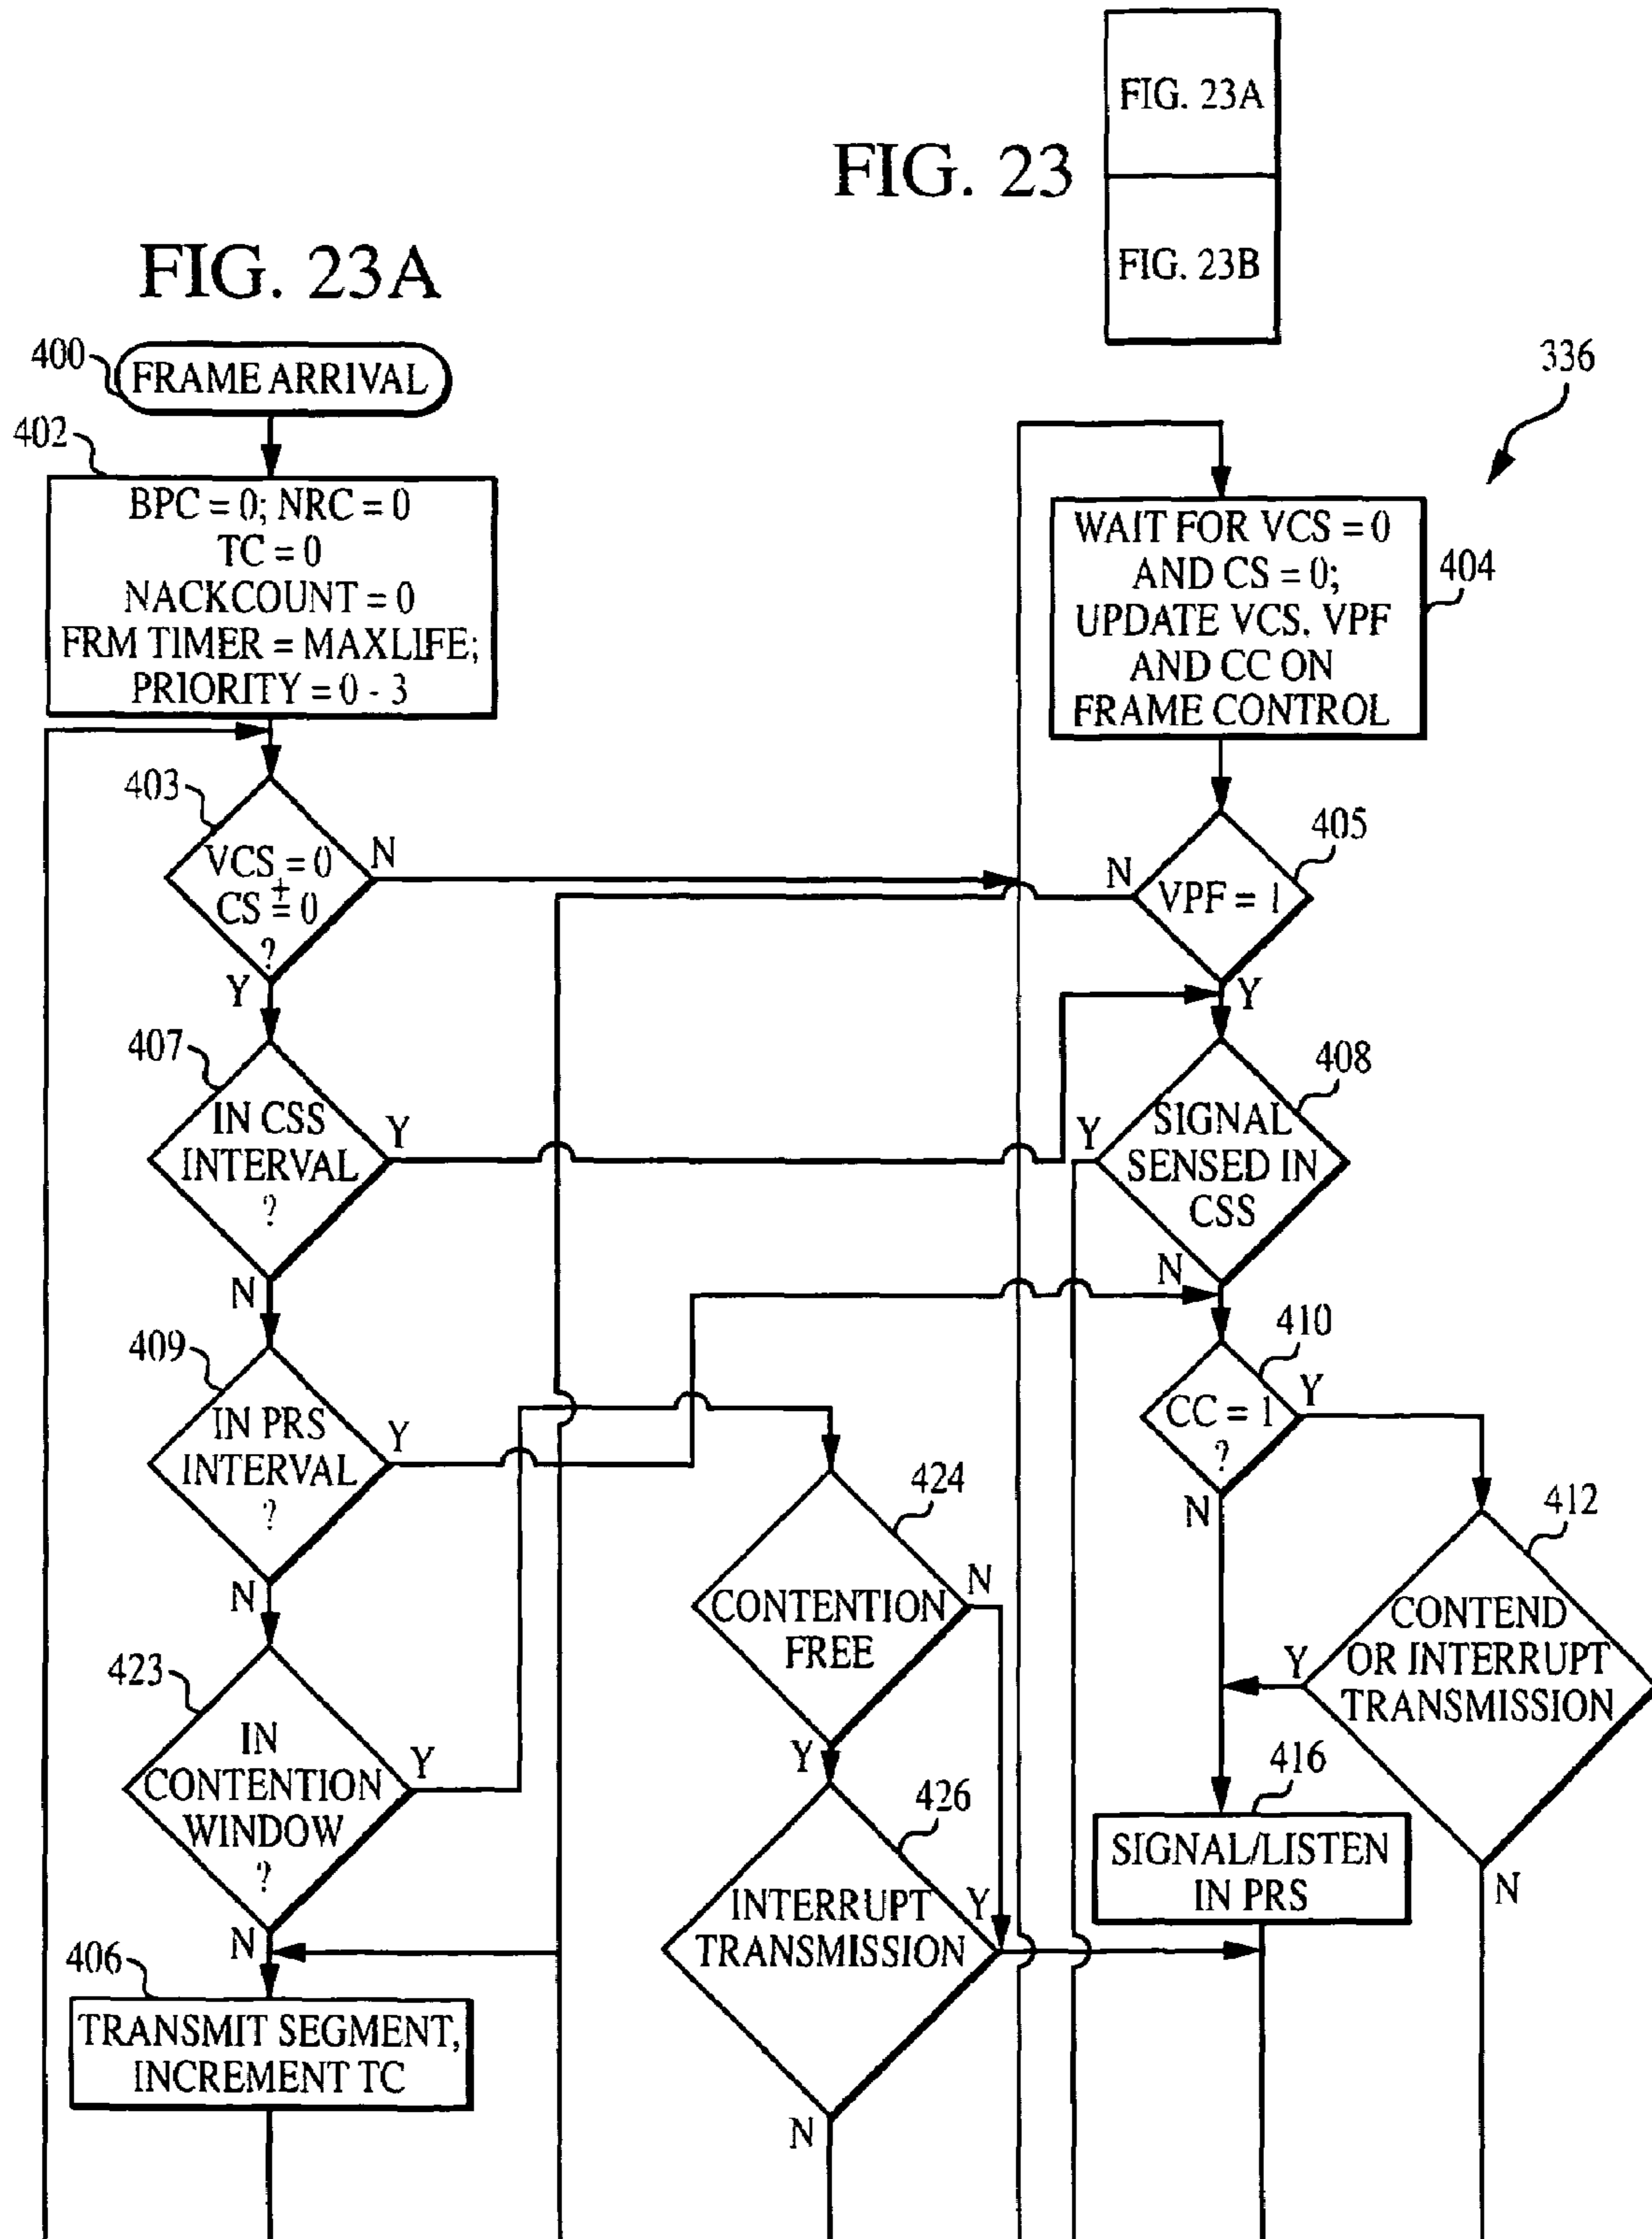 FIG. 23
FIG. 23A
FIG. 23B
FIG. 23A
336
400
FRAME ARRIVAL
402
BPC = 0; NRC = 0
TC = 0
NACKCOUNT = 0
FRM TIMER = MAXLIFE;
PRIORITY = 0 - 3
WAIT FOR VCS = 0
AND CS = 0;
UPDATE VCS, VPF
AND CC ON
FRAME CONTROL
404
403
VCS = 0
+
CS = 0
?
N
Y
405
VPF = 1
N
Y
407
IN CSS
INTERVAL
?
Y
N
408
SIGNAL
SENSED IN
CSS
Y
N
409
IN PRS
INTERVAL
?
Y
N
410
CC = 1
?
Y
N
424
CONTENTION
FREE
N
Y
412
CONTEND
OR INTERRUPT
TRANSMISSION
Y
N
423
IN
CONTENTION
WINDOW
?
Y
N
426
INTERRUPT
TRANSMISSION
Y
N
416
SIGNAL/LISTEN
IN PRS
406
TRANSMIT SEGMENT,
INCREMENT TC